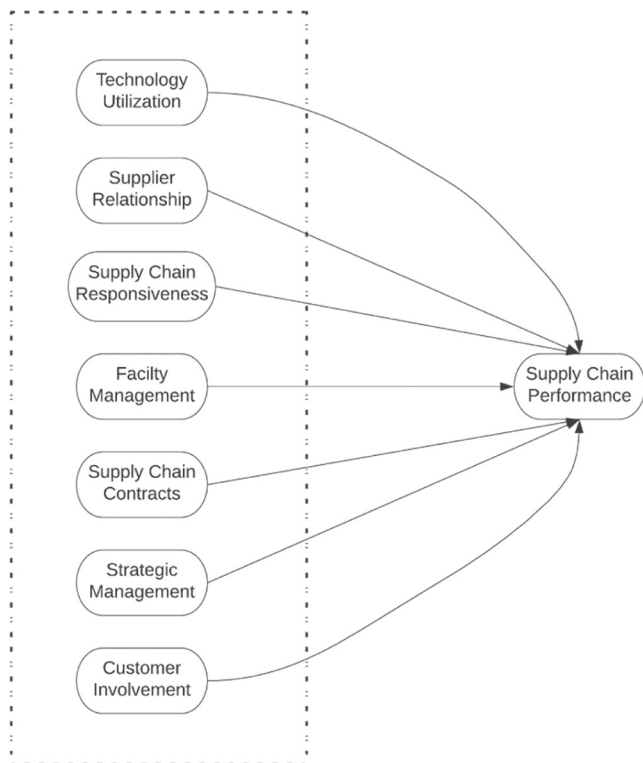 Technology
Utilization
Supplier
Relationship
Supply Chain
Responsiveness
Facilty
Management
Supply Chain
Performance
Supply Chain
Contracts
Strategic
Management
Customer
Involvement